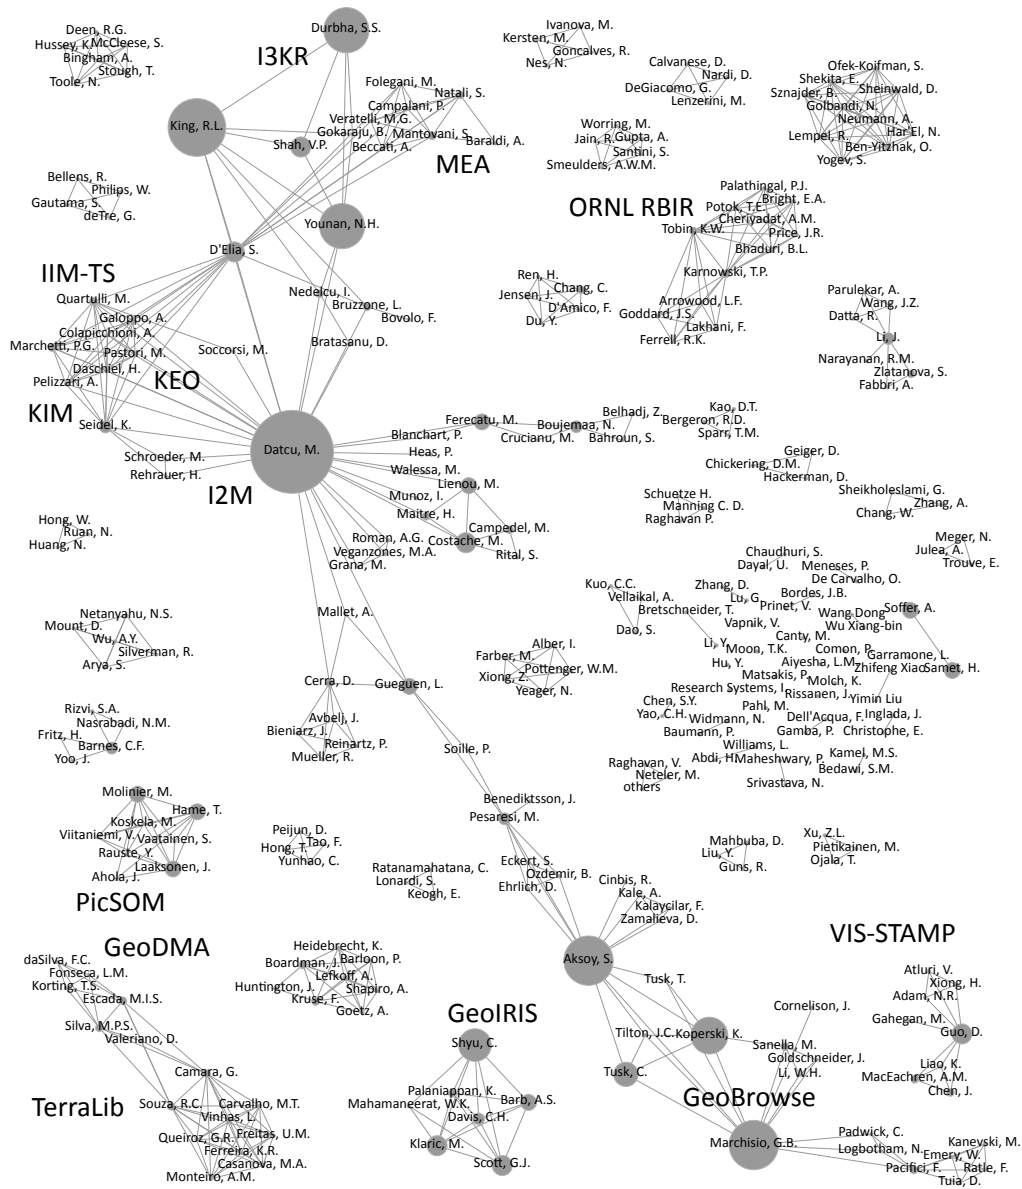 Durbha, S.S.
I3KR
Deen, R.G.
Hussey, K.
McCleese, S.
Bingham, A.
Stough, T.
Toole, N.
Ivanova, M.
Kersten, M.
Goncalves, R.
Nes, N.
Calvanese, D.
Nardi, D.
DeGiacomo, G.
Lenzerini, M.
Ofek-Koifman, S.
Shekita, E.
Sheinwald, D.
Sznajder, B.
Golbandi, N.
Neumann, A.
Lempel, R.
Har'El, N.
Ben-Yitzhak, O.
Yogev, S.
Folegani, M.
Natali, S.
Campalani, P.
Veratelli, M.G.
Gokaraju, B.
Mantovani, S.
Beccati, A.
Baraldi, A.
MEA
King, R.L.
Shah, V.P.
Worring, M.
Jain, R.
Gupta, A.
Santini, S.
Smeulders, A.W.M.
Bellens, R.
Philips, W.
Gautama, S.
deTre, G.
Younan, N.H.
D'Elia, S.
ORNL RBIR
Palathingal, P.J.
Bright, E.A.
Potok, T.E.
Cheriyadat, A.M.
Tobin, K.W.
Price, J.R.
Bhaduri, B.L.
Karnowski, T.P.
Arrowood, L.F.
Goddard, J.S.
Lakhani, F.
Ferrell, R.K.
IIM-TS
Quartulli, M.
Galoppo, A.
Colapicchioni, A.
Marchetti, P.G.
Pastori, M.
Daschiel, H.
Pelizzari, A.
KEO
KIM
Seidel, K.
Soccorsi, M.
Nedelcu, I.
Bruzzone, L.
Bovolo, F.
Bratasanu, D.
Ren, H.
Chang, C.
Jensen, J.
D'Amico, F.
Du, Y.
Parulekar, A.
Wang, J.Z.
Datta, R.
Li, J.
Narayanan, R.M.
Zlatanova, S.
Fabbri, A.
Datcu, M.
Schroeder, M.
Rehrauer, H.
I2M
Ferecatu, M.
Blanchart, P.
Crucianu, M.
Boujemaa, N.
Belhadj, Z.
Bahroun, S.
Heas, P.
Walessa, M.
Lienou, M.
Munoz, I.
Maitre, H.
Campedel, M.
Costache, M.
Rital, S.
Roman, A.G.
Veganzones, M.A.
Grana, M.
Kao, D.T.
Bergeron, R.D.
Sparr, T.M.
Geiger, D.
Chickering, D.M.
Hackerman, D.
Schuetze H.
Manning C. D.
Raghavan P.
Sheikholeslami, G.
Zhang, A.
Chang, W.
Meger, N.
Julea, A.
Trouve, E.
Hong, W.
Ruan, N.
Huang, N.
Chaudhuri, S.
Dayal, U.
Meneses, P.
De Carvalho, O.
Kuo, C.C.
Vellaikal, A.
Dao, S.
Zhang, D.
Lu, G.
Bordes, J.B.
Prinet, V.
Bretschneider, T.
Vapnik, V.
Wang Dong
Wu Xiang-bin
Soffer, A.
Li, Y.
Moon, T.K.
Canty, M.
Comon, P.
Garramone, L.
Hu, Y.
Aiyesha, L.M.
Zhifeng Xiao
Samet, H.
Matsakis, P.
Molch, K.
Research Systems, I.
Rissanen, J.
Yimin Liu
Chen, S.Y.
Yao, C.H.
Pahl, M.
Widmann, N.
Baumann, P.
Dell'Acqua, F.
Gamba, P.
Inglada, J.
Christophe, E.
Williams, L.
Abdi, H.
Maheshwary, P.
Srivastava, N.
Kamel, M.S.
Bedawi, S.M.
Raghavan, V.
Neteler, M.
others
Netanyahu, N.S.
Mount, D.
Wu, A.Y.
Silverman, R.
Arya, S.
Mallet, A.
Cerra, D.
Gueguen, L.
Avbelj, J.
Bieniarz, J.
Reinartz, P.
Mueller, R.
Alber, I.
Farber, M.
Pottenger, W.M.
Xiong, Z.
Yeager, N.
Rizvi, S.A.
Nasrabadi, N.M.
Fritz, H.
Barnes, C.F.
Yoo, J.
Soille, P.
Benediktsson, J.
Pesaresi, M.
Molinier, M.
Hame, T.
Koskela, M.
Viitaniemi, V.
Vaatainen, S.
Rauste, Y.
Laaksonen, J.
Ahola, J.
PicSOM
Peijun, D.
Hong, T.
Tao, F.
Yunhao, C.
Ratanamahatana, C.
Lonardi, S.
Keogh, E.
Eckert, S.
Ozdemir, B.
Ehrlich, D.
Cinbis, R.
Kale, A.
Kalaycilar, F.
Zamalieva, D.
Mahbuba, D.
Liu, Y.
Guns, R.
Xu, Z.L.
Pietikainen, M.
Ojala, T.
GeoDMA
daSilva, F.C.
Fonseca, L.M.
Korting, T.S.
Escada, M.I.S.
Silva, M.P.S.
Valeriano, D.
Heidebrecht, K.
Boardman, J.
Barloon, P.
Lefkoff, A.
Huntington, J.
Shapiro, A.
Kruse, F.
Goetz, A.
Aksoy, S.
Tusk, T.
Tilton, J.C.
Koperski, K.
Tusk, C.
Cornelison, J.
Sanella, M.
Goldschneider, J.
Li, W.H.
VIS-STAMP
Atluri, V.
Xiong, H.
Adam, N.R.
Gahegan, M.
Guo, D.
Liao, K.
MacEachren, A.M.
Chen, J.
GeoIRIS
Shyu, C.
Palaniappan, K.
Mahamaneerat, W.K.
Barb, A.S.
Davis, C.H.
Klaric, M.
Scott, G.J.
TerraLib
Camara, G.
Souza, R.C.
Carvalho, M.T.
Vinhas, L.
Queiroz, G.R.
Freitas, U.M.
Ferreira, K.R.
Casanova, M.A.
Monteiro, A.M.
GeoBrowse
Marchisio, G.B.
Padwick, C.
Logbotham, N.
Pacifici, F.
Kanevski, M.
Emery, W.
Ratle, F.
Tuia, D.